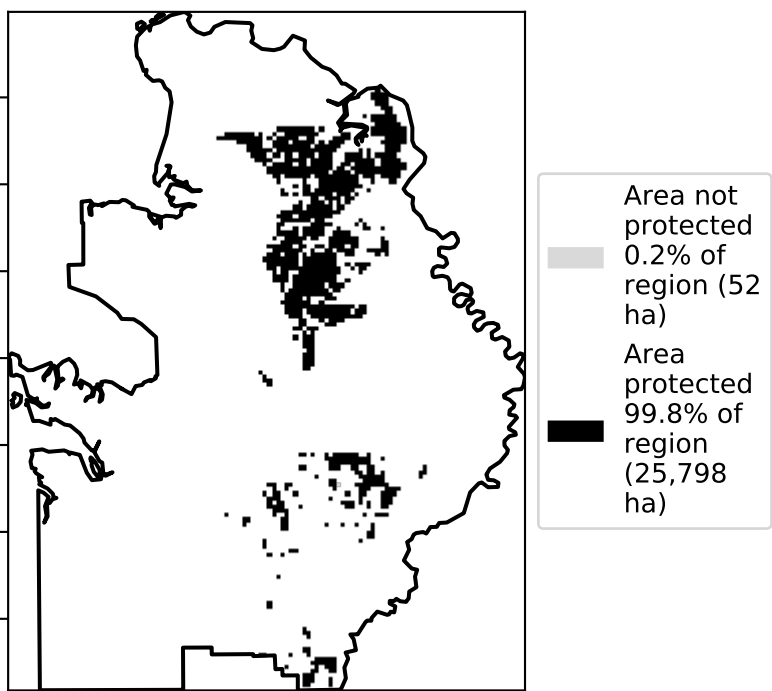 Area not
protected
0.2% of
region (52
ha)
Area
protected
99.8% of
region
(25,798
ha)